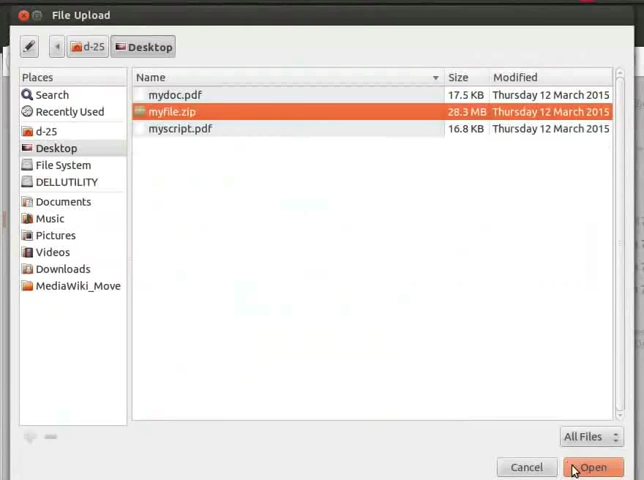 File Upload
d-25 Desktop
Places
Search
Recently Used
d-25
Desktop
File System
DELLUTILITY
Documents
Music
Pictures
Videos
Downloads
MediaWiki_Move
Name Size Modified
mydoc.pdf 17.5 KB Thursday 12 March 2015
myfile.zip 28.3 MB Thursday 12 March 2015
myscript.pdf 16.8 KB Thursday 12 March 2015
All Files
Cancel Open